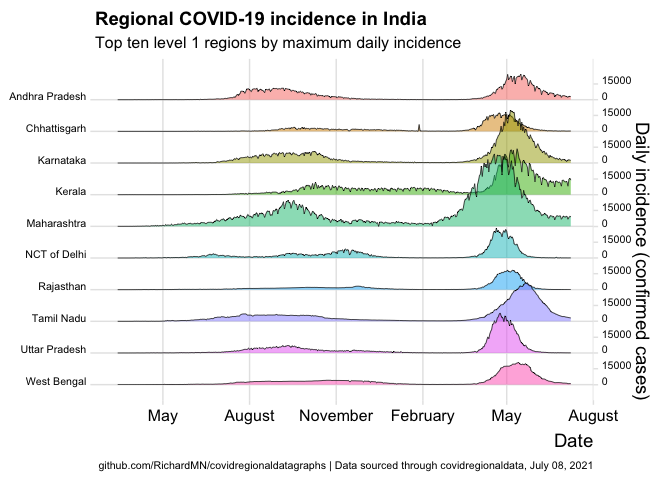 Regional COVID-19 incidence in India
Top ten level 1 regions by maximum daily incidence
Andhra Pradesh
Chhattisgarh
Karnataka
Kerala
Maharashtra
NCT of Delhi
Rajasthan
Tamil Nadu
Uttar Pradesh
West Bengal
15000
0
15000
0
15000
0
15000
0
15000
0
15000
0
15000
0
15000
0
15000
0
15000
0
Daily incidence (confirmed cases)
May August November February May August
Date
github.com/RichardMN/covidregionaldatagraphs | Data sourced through covidregionaldata, July 08, 2021